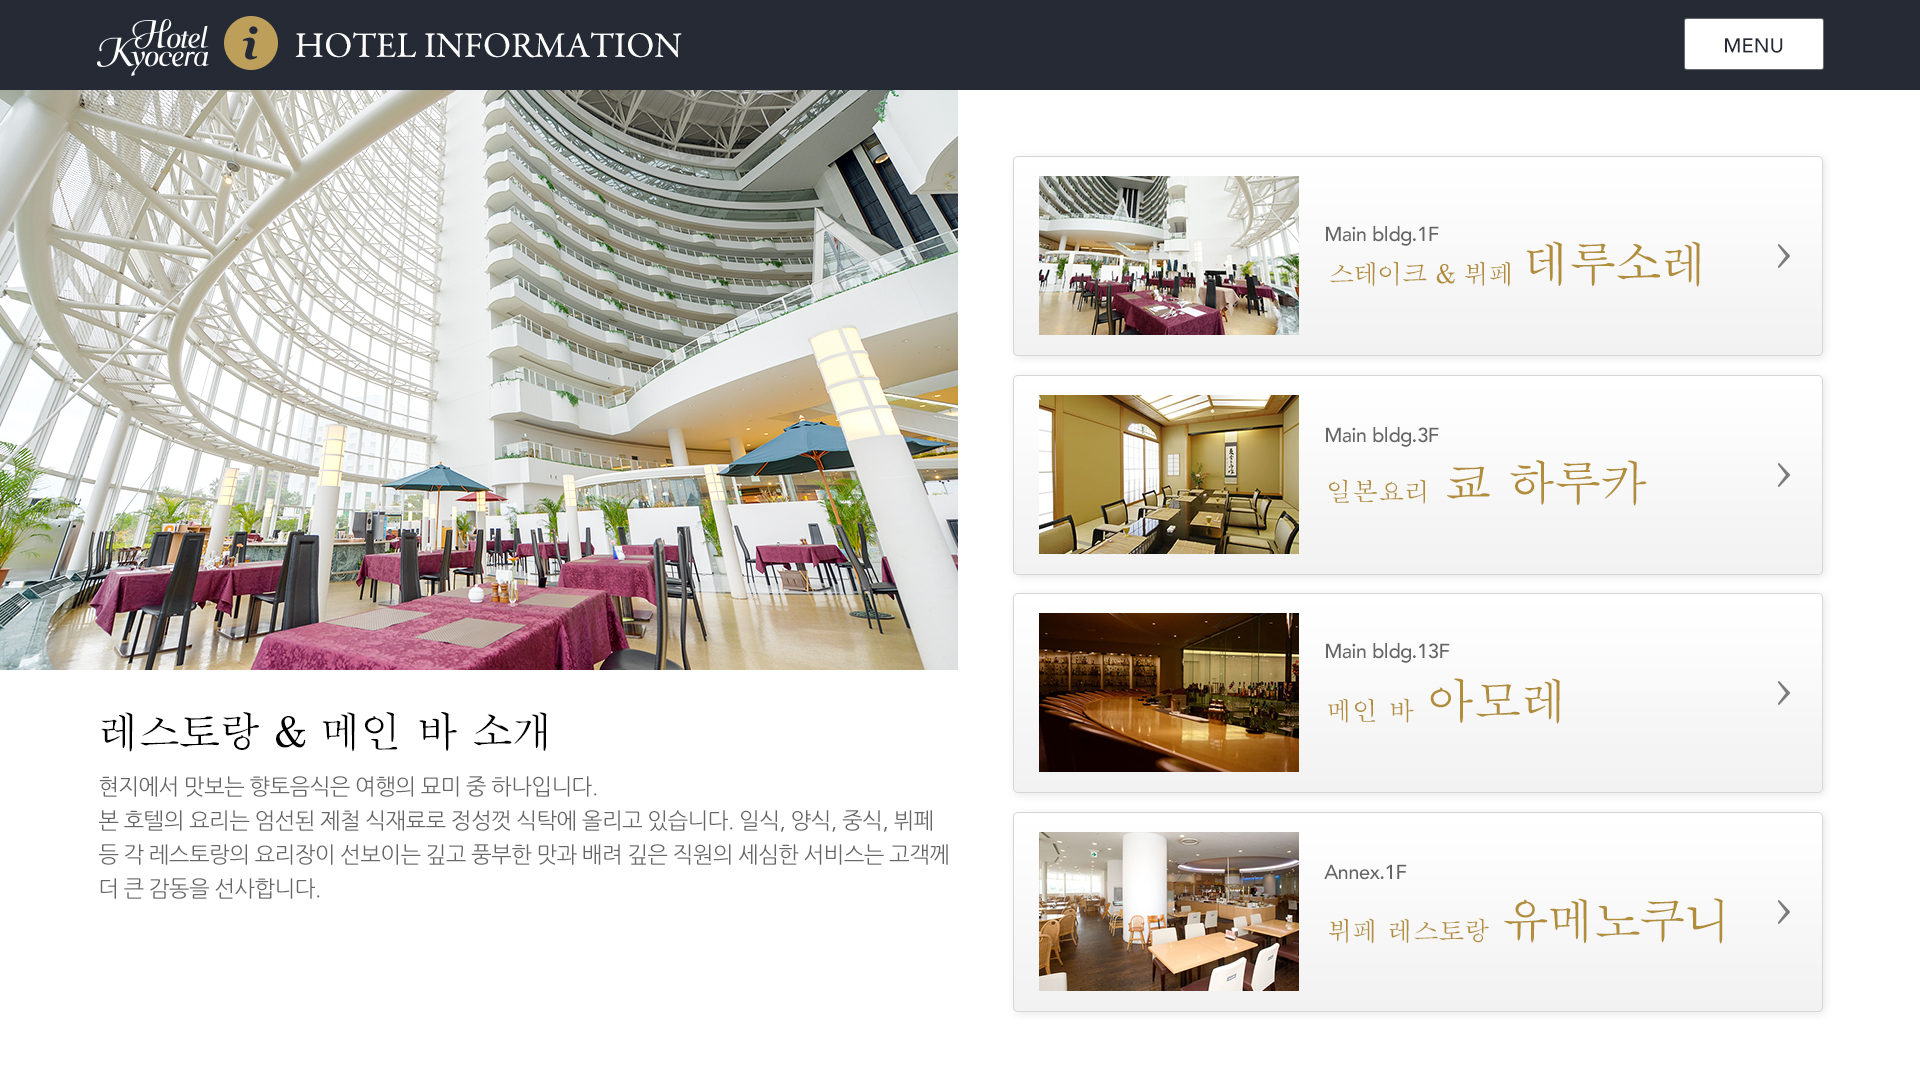 Hotel Kyocera
i HOTEL INFORMATION
MENU
레스토랑 & 메인 바 소개
현지에서 맛보는 향토음식은 여행의 묘미 중 하나입니다.
본 호텔의 요리는 엄선된 제철 식재료로 정성껏 식탁에 올리고 있습니다. 일식, 양식, 중식, 뷔페
등 각 레스토랑의 요리장이 선보이는 깊고 풍부한 맛과 배려 깊은 직원의 세심한 서비스는 고객께
더 큰 감동을 선사합니다.
Main bldg.1F
스테이크 & 뷔페 데루소레
Main bldg.3F
일본요리 쿄 하루카
Main bldg.13F
메인 바 아모레
Annex.1F
뷔페 레스토랑 유메노쿠니